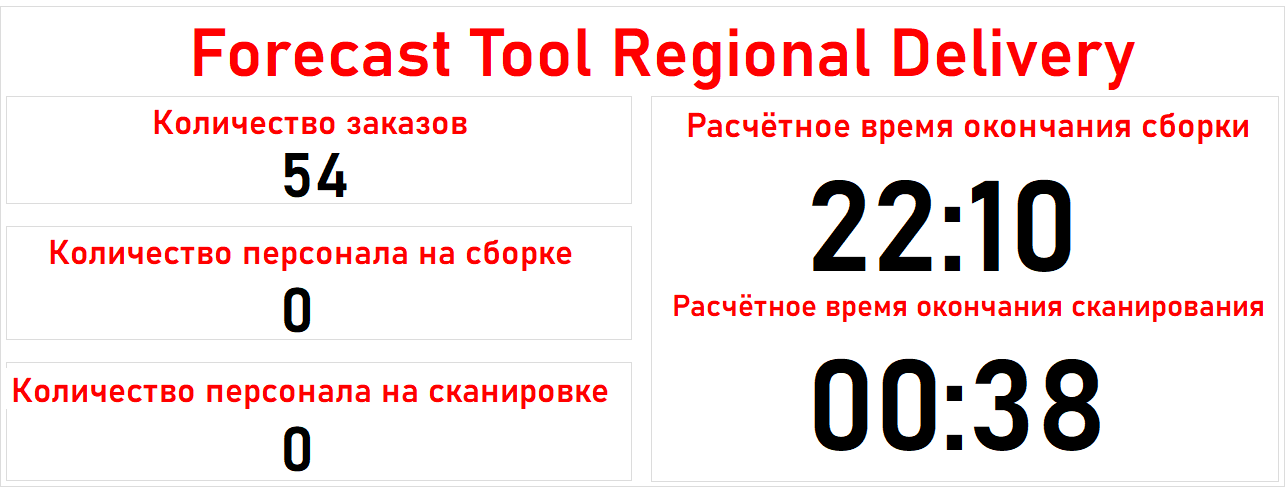 Forecast Tool Regional Delivery
Количество заказов
54
Количество персонала на сборке
0
Количество персонала на сканировке
0
Расчётное время окончания сборки
22:10
Расчётное время окончания сканирования
00:38